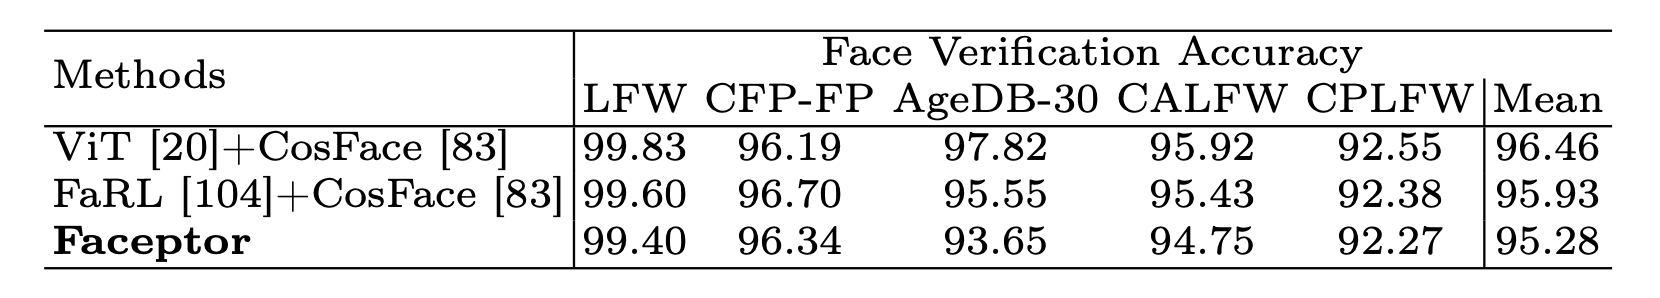 Methods Face Verification Accuracy
LFW CFP-FP AgeDB-30 CALFW CPLFW Mean
ViT [20]+CosFace [83] 99.83 96.19 97.82 95.92 92.55 96.46
FaRL [104]+CosFace [83] 99.60 96.70 95.55 95.43 92.38 95.93
Faceptor 99.40 96.34 93.65 94.75 92.27 95.28